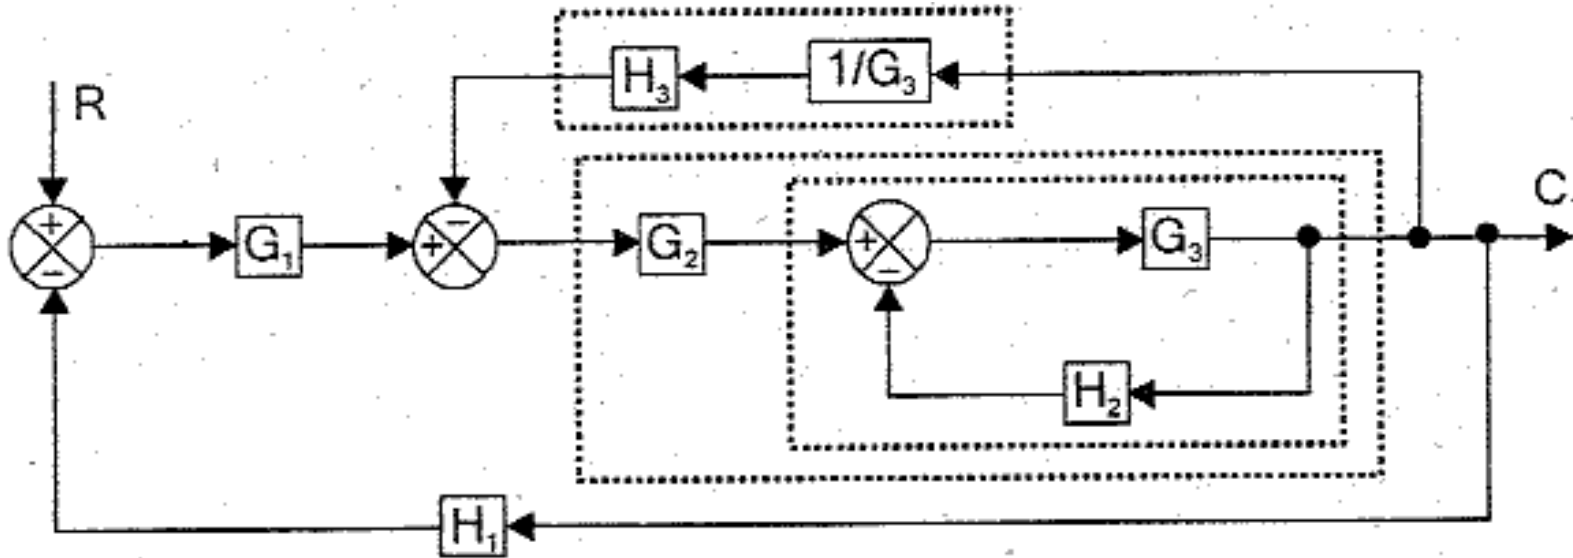 H₃ 1/G₃
R
C.
+ − G₁ + − G₂ + − G₃
H₂
H₁